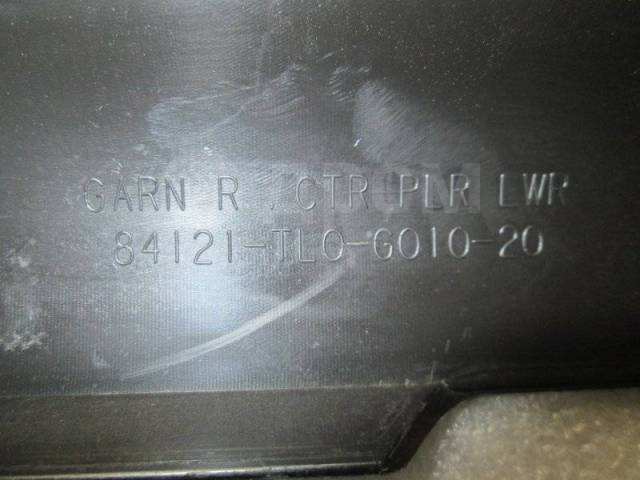 GARN R . CTR PLR LWR
84121-TL0-G010-20